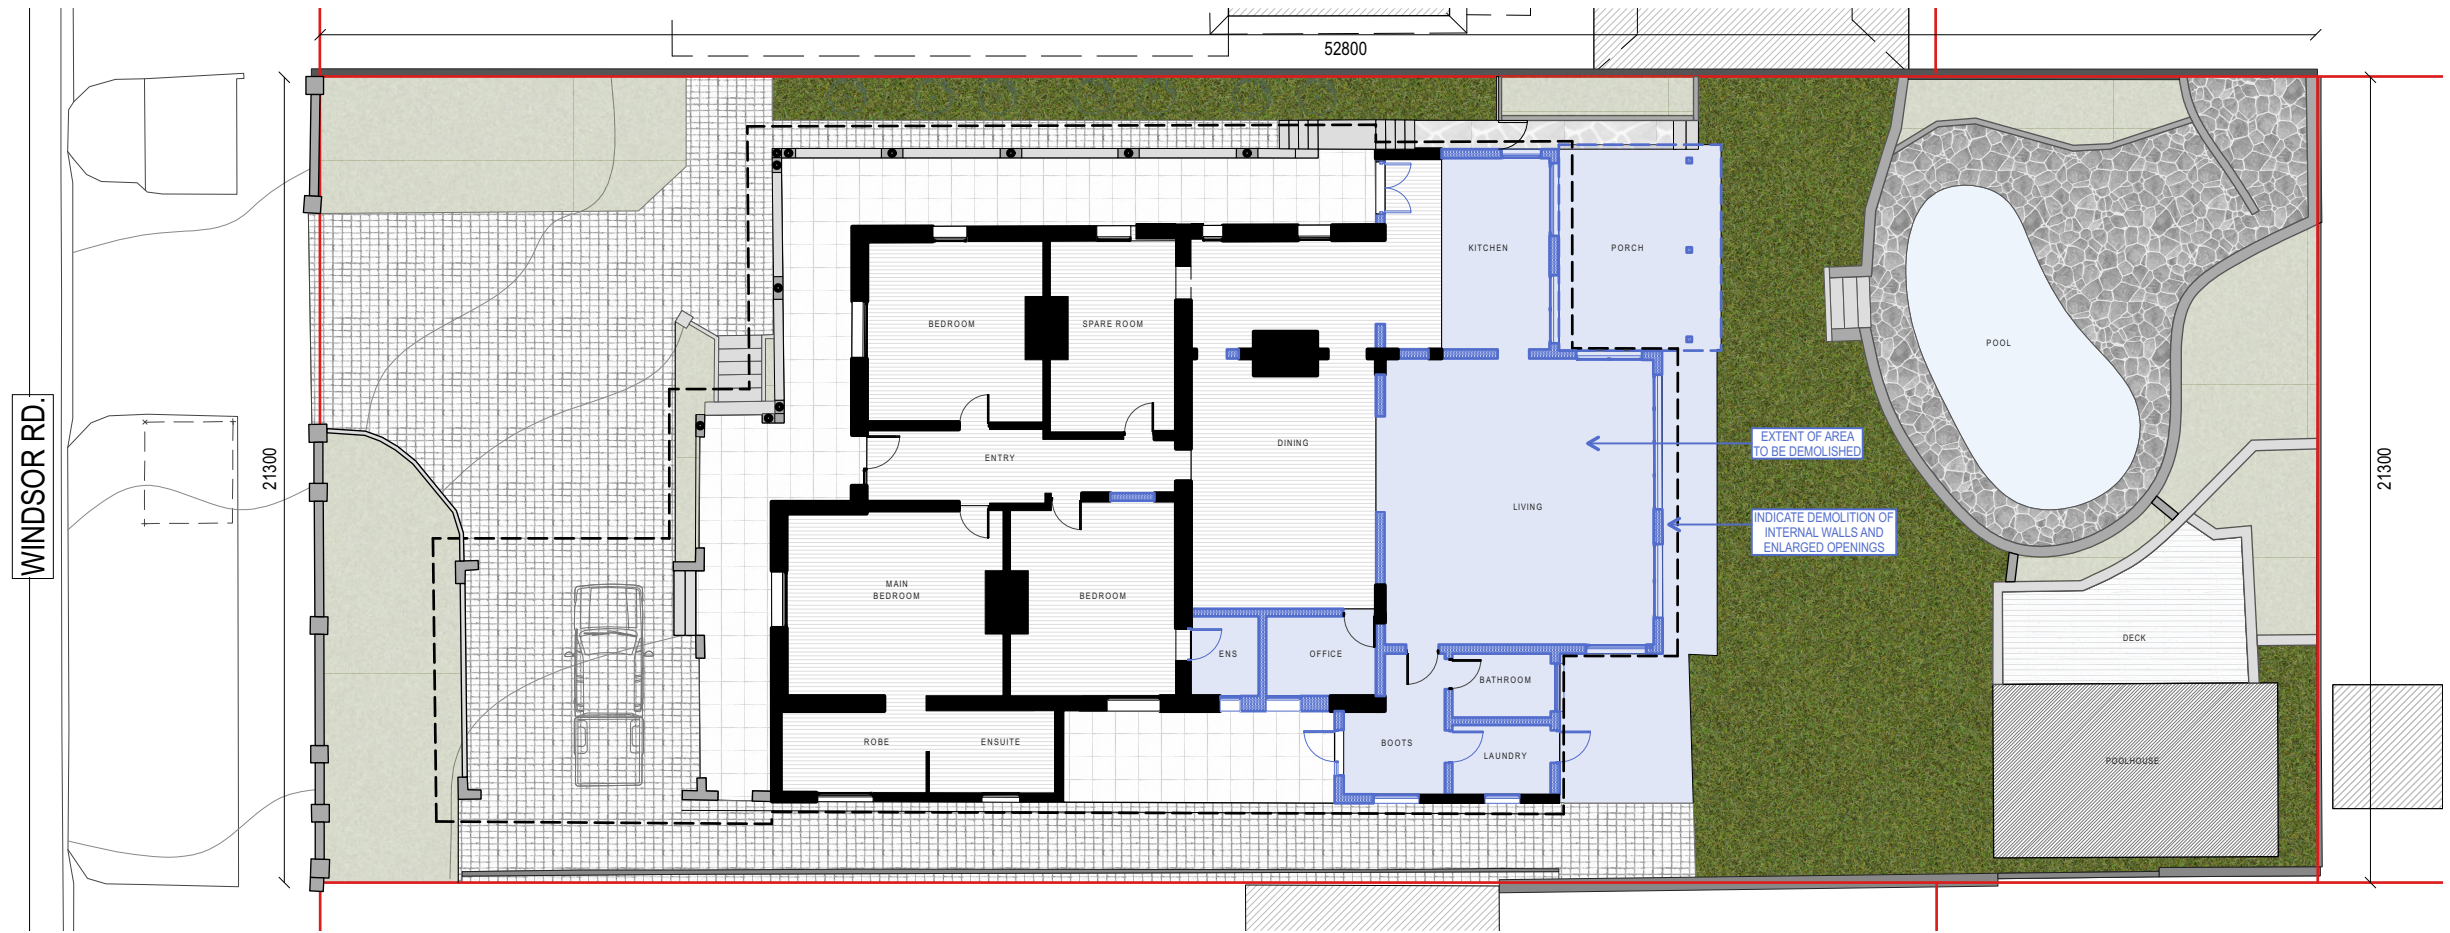 52800
WINDSOR RD.
21300
21300
KITCHEN
PORCH
BEDROOM
SPARE ROOM
POOL
DINING
ENTRY
EXTENT OF AREA
TO BE DEMOLISHED
LIVING
INDICATE DEMOLITION OF
INTERNAL WALLS AND
ENLARGED OPENINGS
MAIN
BEDROOM
BEDROOM
ENS
OFFICE
BATHROOM
DECK
ROBE
ENSUITE
BOOTS
LAUNDRY
POOLHOUSE